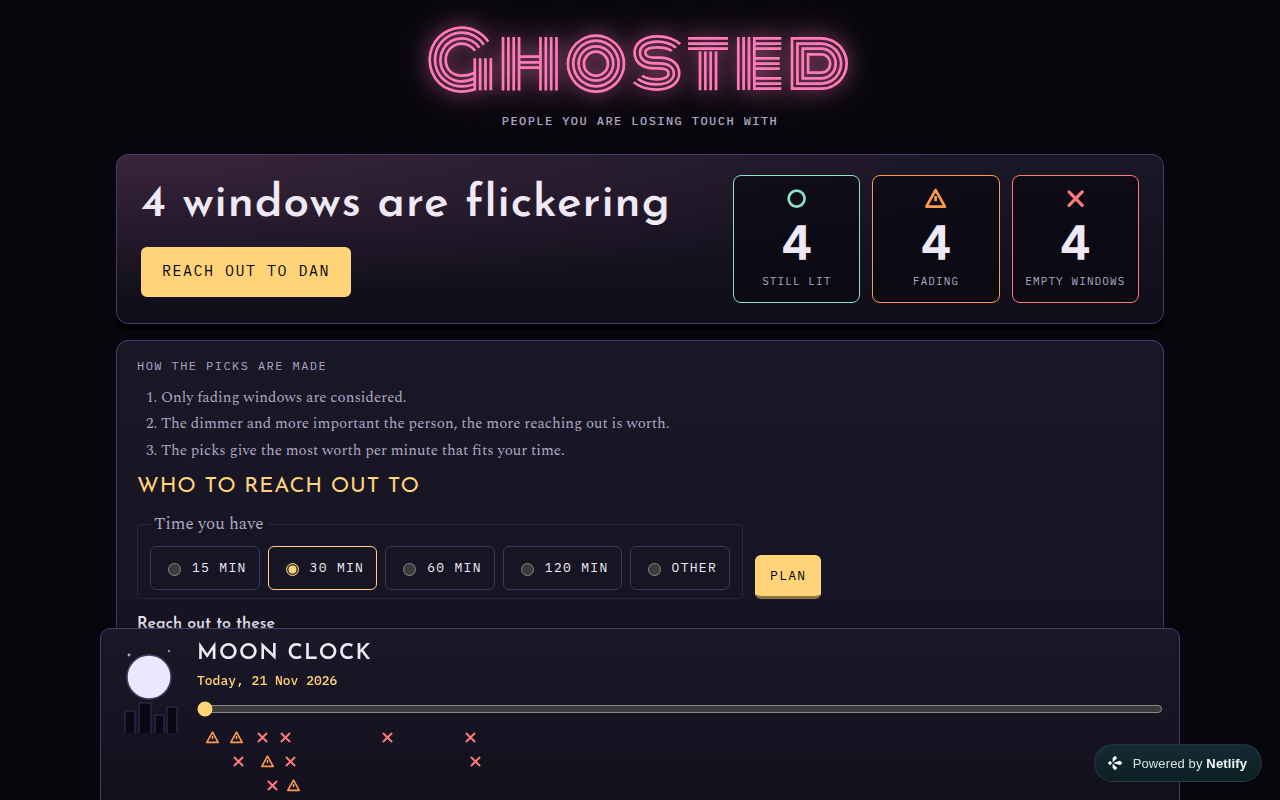 GHOSTED
PEOPLE YOU ARE LOSING TOUCH WITH
4 windows are flickering
REACH OUT TO DAN
4
STILL LIT
4
FADING
4
EMPTY WINDOWS
HOW THE PICKS ARE MADE
1. Only fading windows are considered.
2. The dimmer and more important the person, the more reaching out is worth.
3. The picks give the most worth per minute that fits your time.
WHO TO REACH OUT TO
Time you have
15 MIN
30 MIN
60 MIN
120 MIN
OTHER
PLAN
Reach out to these
MOON CLOCK
Today, 21 Nov 2026
Powered by Netlify